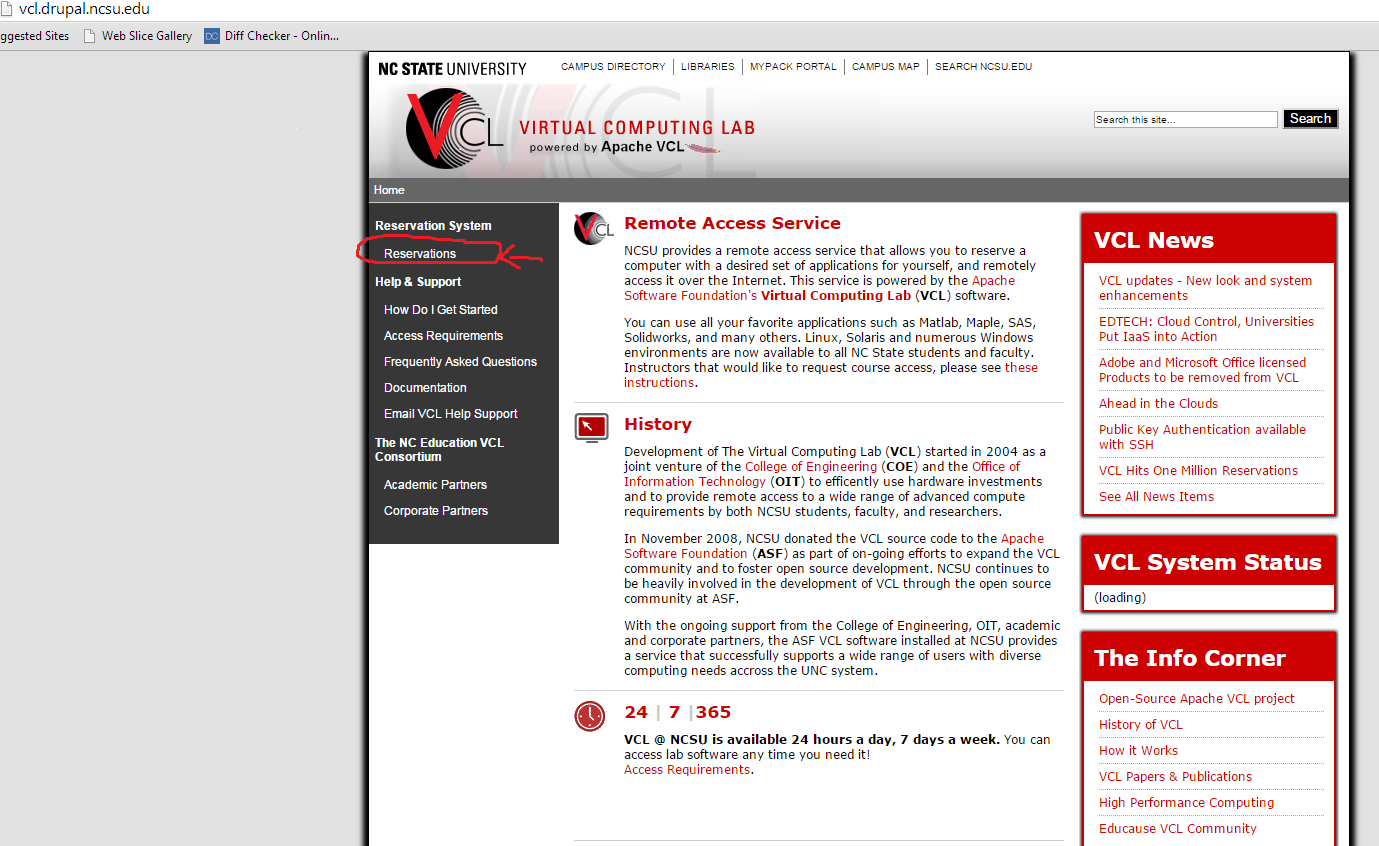 vcl.drupal.ncsu.edu
ggested Sites Web Slice Gallery DC Diff Checker - Onlin...
NC STATE UNIVERSITY CAMPUS DIRECTORY LIBRARIES MYPACK PORTAL CAMPUS MAP SEARCH NCSU.EDU
VCL VIRTUAL COMPUTING LAB
powered by Apache VCL
Search this site... Search
Home
Reservation System
Reservations
Help & Support
How Do I Get Started
Access Requirements
Frequently Asked Questions
Documentation
Email VCL Help Support
The NC Education VCL
Consortium
Academic Partners
Corporate Partners
VCL
Remote Access Service
NCSU provides a remote access service that allows you to reserve a
computer with a desired set of applications for yourself, and remotely
access it over the Internet. This service is powered by the Apache
Software Foundation's Virtual Computing Lab (VCL) software.
You can use all your favorite applications such as Matlab, Maple, SAS,
Solidworks, and many others. Linux, Solaris and numerous Windows
environments are now available to all NC State students and faculty.
Instructors that would like to request course access, please see these
instructions.
History
Development of The Virtual Computing Lab (VCL) started in 2004 as a
joint venture of the College of Engineering (COE) and the Office of
Information Technology (OIT) to efficently use hardware investments
and to provide remote access to a wide range of advanced compute
requirements by both NCSU students, faculty, and researchers.
In November 2008, NCSU donated the VCL source code to the Apache
Software Foundation (ASF) as part of on-going efforts to expand the VCL
community and to foster open source development. NCSU continues to
be heavily involved in the development of VCL through the open source
community at ASF.
With the ongoing support from the College of Engineering, OIT, academic
and corporate partners, the ASF VCL software installed at NCSU provides
a service that successfully supports a wide range of users with diverse
computing needs accross the UNC system.
24 | 7 |365
VCL @ NCSU is available 24 hours a day, 7 days a week. You can
access lab software any time you need it!
Access Requirements.
VCL News
VCL updates - New look and system
enhancements
EDTECH: Cloud Control, Universities
Put IaaS into Action
Adobe and Microsoft Office licensed
Products to be removed from VCL
Ahead in the Clouds
Public Key Authentication available
with SSH
VCL Hits One Million Reservations
See All News Items
VCL System Status
(loading)
The Info Corner
Open-Source Apache VCL project
History of VCL
How it Works
VCL Papers & Publications
High Performance Computing
Educause VCL Community